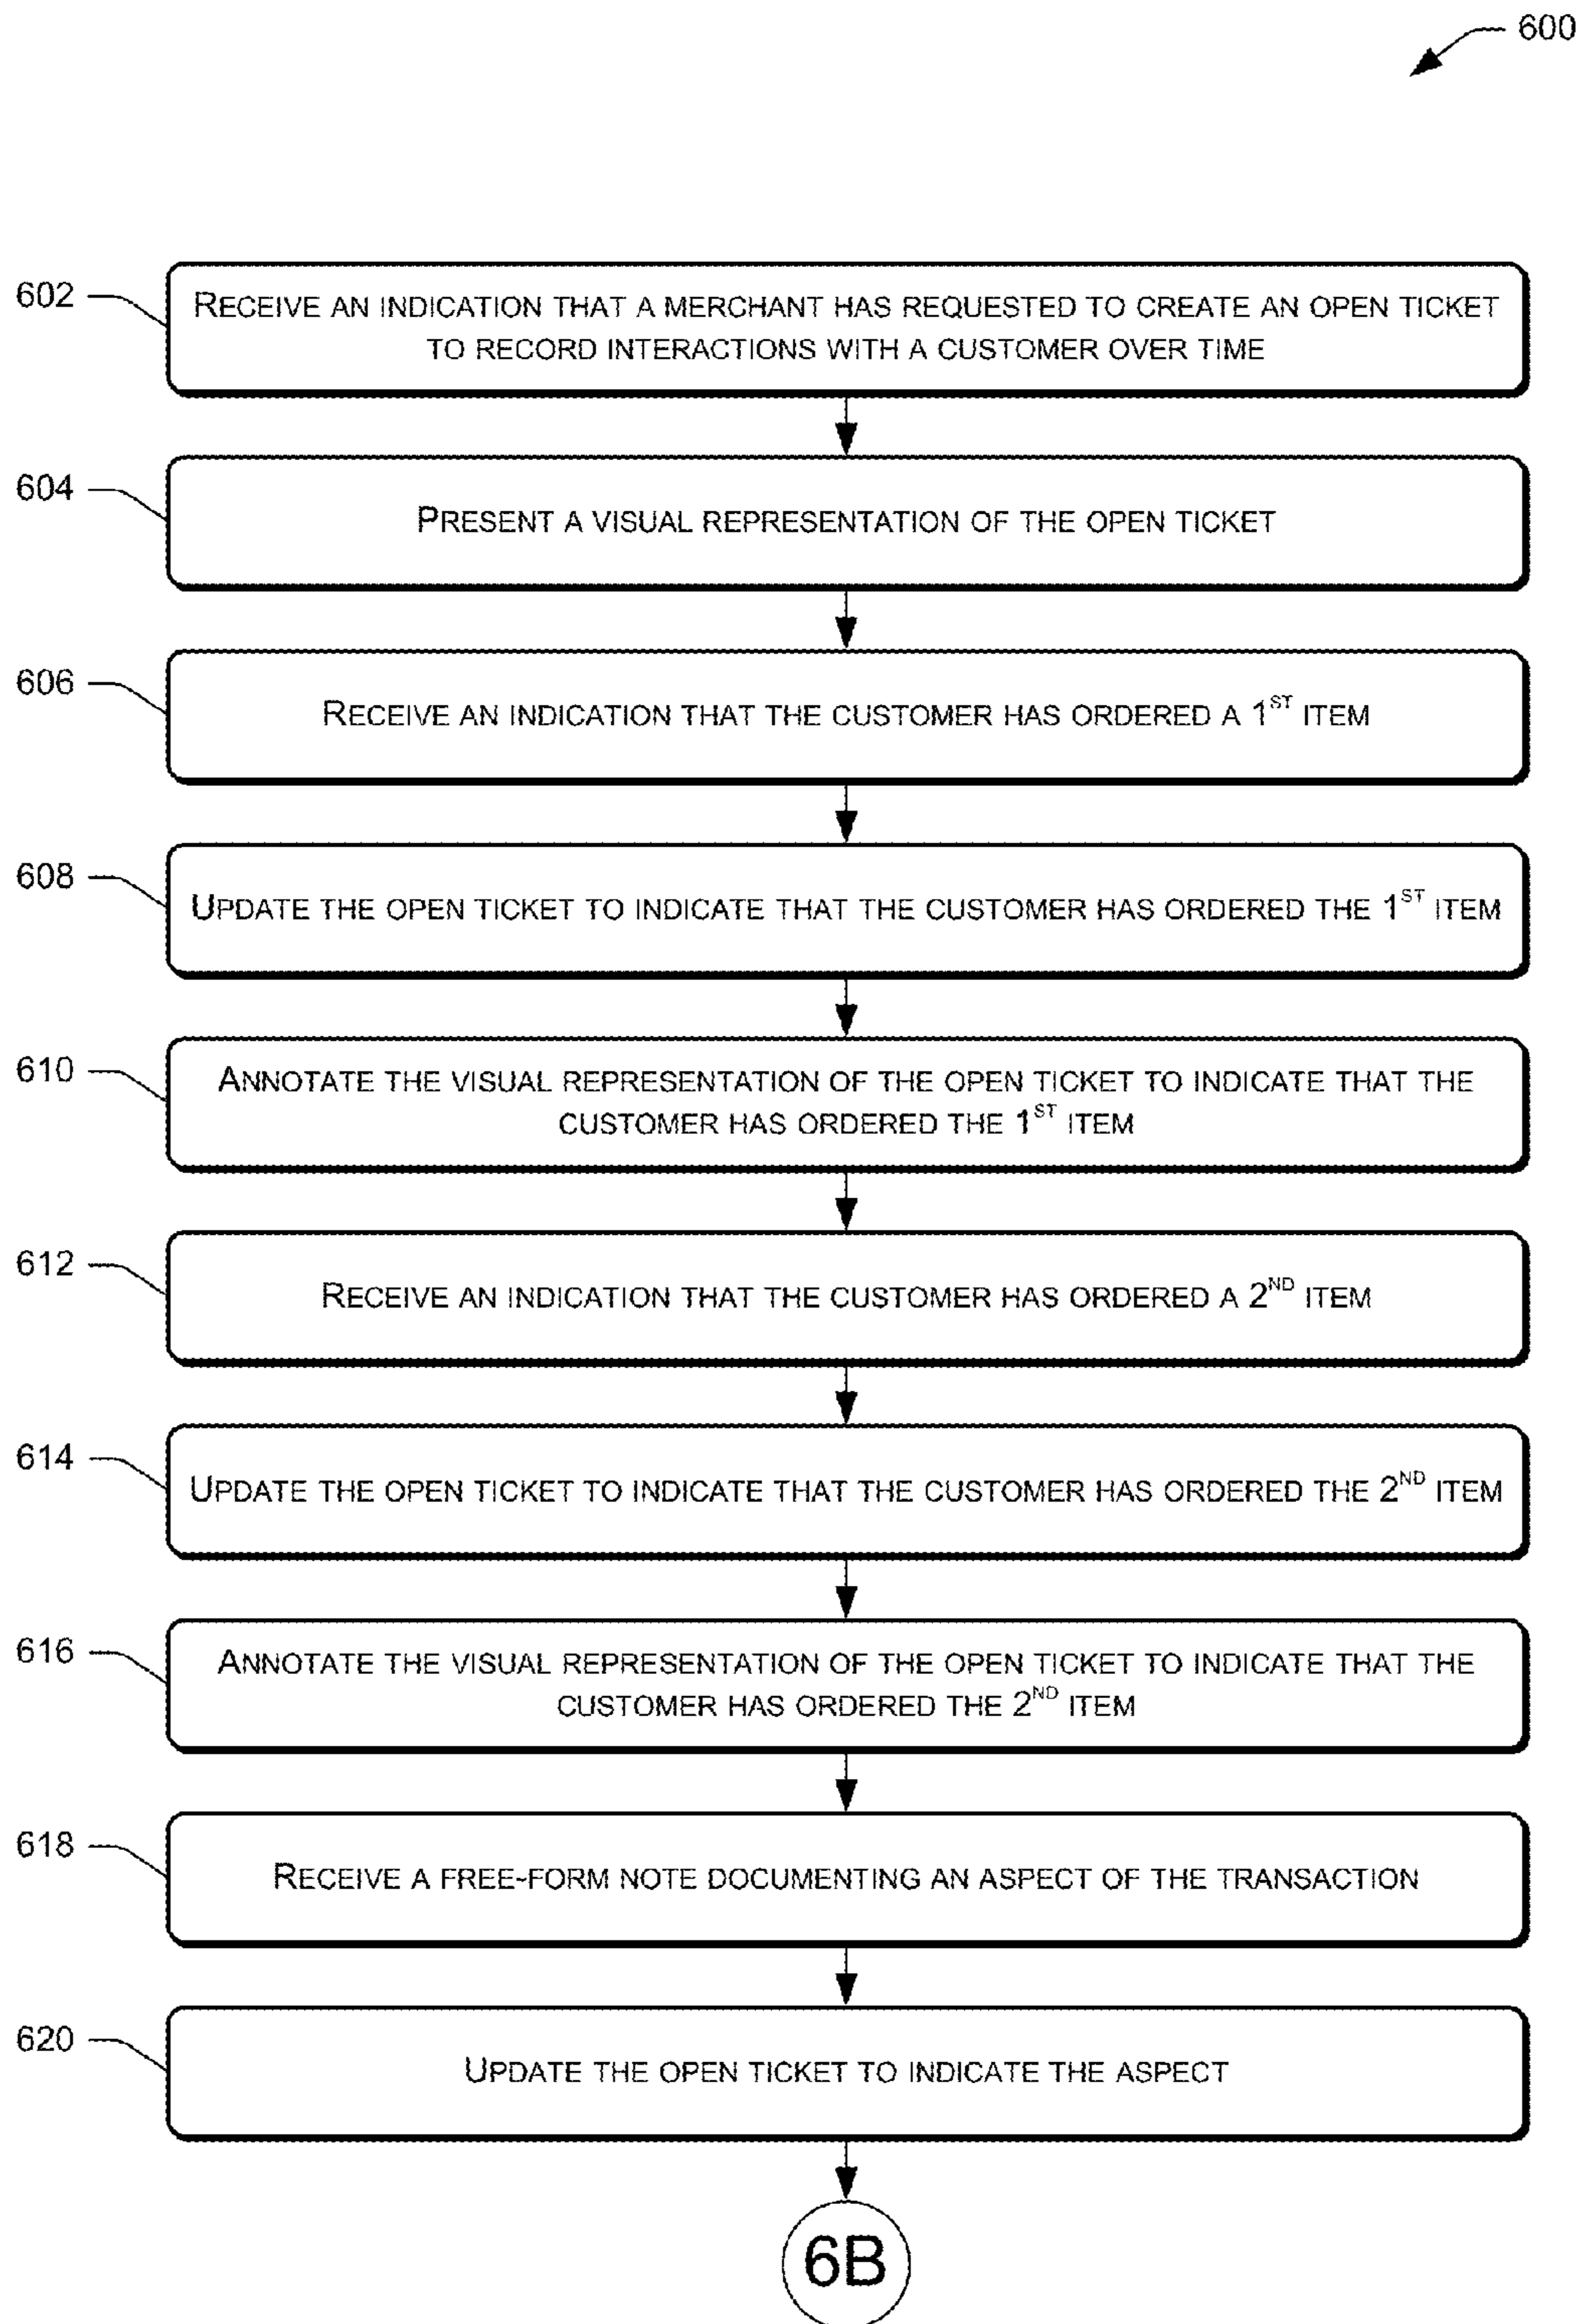 600
602
RECEIVE AN INDICATION THAT A MERCHANT HAS REQUESTED TO CREATE AN OPEN TICKET
TO RECORD INTERACTIONS WITH A CUSTOMER OVER TIME
604
PRESENT A VISUAL REPRESENTATION OF THE OPEN TICKET
606
RECEIVE AN INDICATION THAT THE CUSTOMER HAS ORDERED A 1ST ITEM
608
UPDATE THE OPEN TICKET TO INDICATE THAT THE CUSTOMER HAS ORDERED THE 1ST ITEM
610
ANNOTATE THE VISUAL REPRESENTATION OF THE OPEN TICKET TO INDICATE THAT THE
CUSTOMER HAS ORDERED THE 1ST ITEM
612
RECEIVE AN INDICATION THAT THE CUSTOMER HAS ORDERED A 2ND ITEM
614
UPDATE THE OPEN TICKET TO INDICATE THAT THE CUSTOMER HAS ORDERED THE 2ND ITEM
616
ANNOTATE THE VISUAL REPRESENTATION OF THE OPEN TICKET TO INDICATE THAT THE
CUSTOMER HAS ORDERED THE 2ND ITEM
618
RECEIVE A FREE-FORM NOTE DOCUMENTING AN ASPECT OF THE TRANSACTION
620
UPDATE THE OPEN TICKET TO INDICATE THE ASPECT
6B